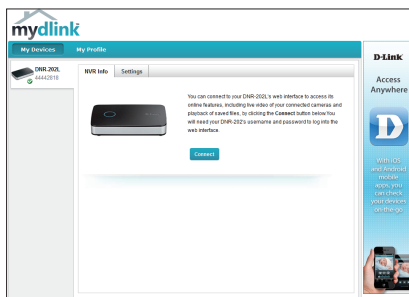 mydlink
My Devices
My Profile
DNR-202L
44442818
NVR Info
Settings
You can connect to your DNR-202L's web interface to access its
online features, including live video of your connected cameras and
playback of saved files, by clicking the Connect button below.You
will need your DNR-202's username and password to log into the
web interface.
Connect
D-Link
Access
Anywhere
D
With iOS
and Android
mobile
apps, you
can check
your devices
on-the-go